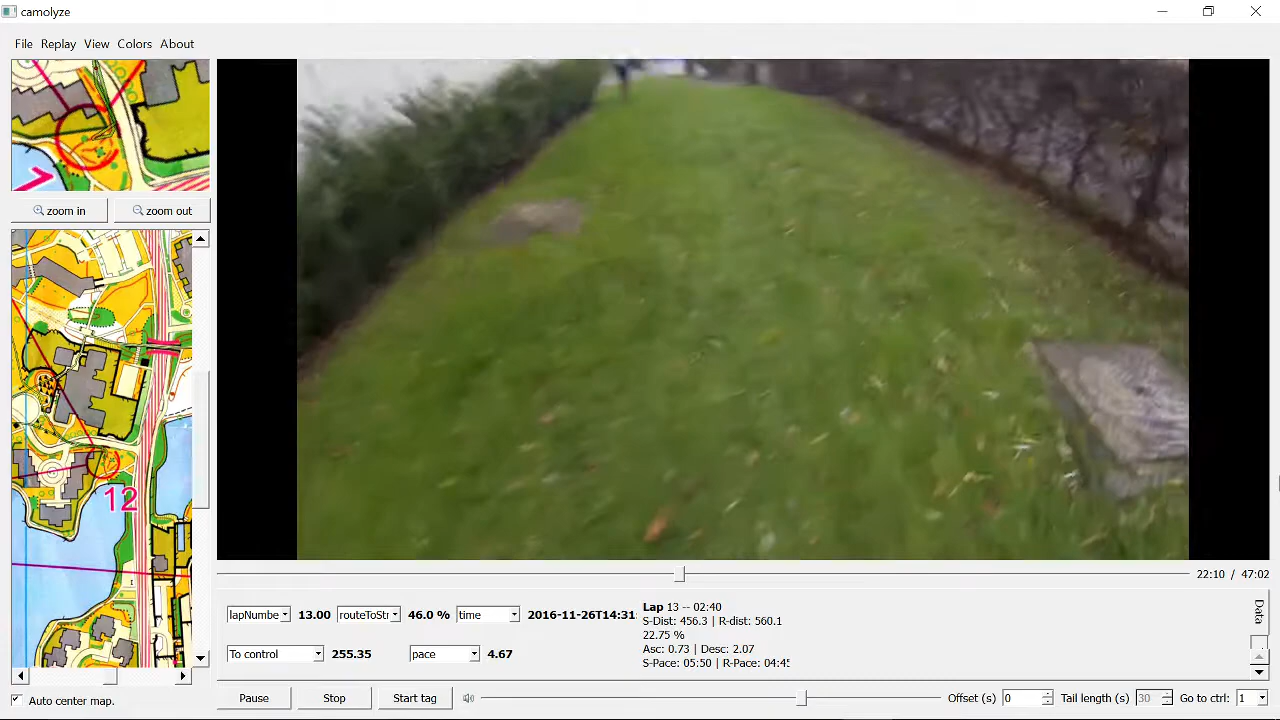 camolyze
File Replay View Colors About
zoom in
zoom out
12
22:10 / 47:02
lapNumbe 13.00 routeToStr 46.0 % time 2016-11-26T14:31:
To control 255.35 pace 4.67
Lap 13 -- 02:40
S-Dist: 456.3 | R-dist: 560.1
22.75 %
Asc: 0.73 | Desc: 2.07
S-Pace: 05:50 | R-Pace: 04:45
Data
Auto center map.
Pause Stop Start tag Offset (s) 0 Tail length (s) 30 Go to ctrl: 1